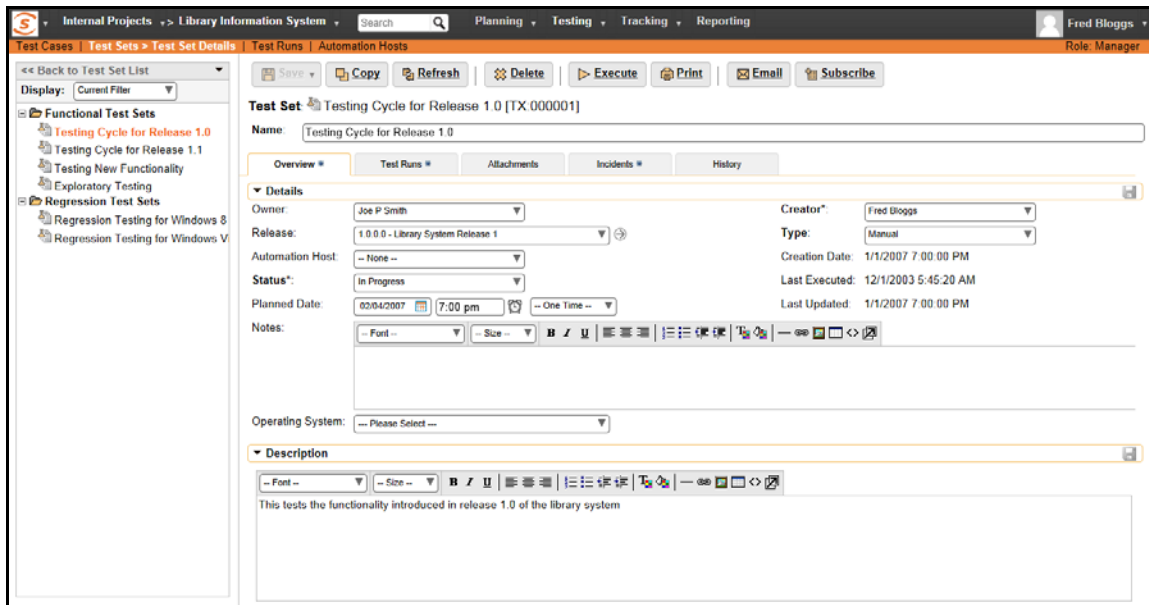 Internal Projects > Library Information System Search Planning Testing Tracking Reporting Fred Bloggs
Test Cases | Test Sets > Test Set Details | Test Runs | Automation Hosts Role: Manager
<< Back to Test Set List
Display: Current Filter
Functional Test Sets
Testing Cycle for Release 1.0
Testing Cycle for Release 1.1
Testing New Functionality
Exploratory Testing
Regression Test Sets
Regression Testing for Windows 8
Regression Testing for Windows Vi
Save Copy Refresh Delete Execute Print Email Subscribe
Test Set: Testing Cycle for Release 1.0 [TX:000001]
Name: Testing Cycle for Release 1.0
Overview Test Runs Attachments Incidents History
Details
Owner: Joe P Smith Creator*: Fred Bloggs
Release: 1.0.0.0 - Library System Release 1 Type: Manual
Automation Host: -- None -- Creation Date: 1/1/2007 7:00:00 PM
Status*: In Progress Last Executed: 12/1/2003 5:45:20 AM
Planned Date: 02/04/2007 7:00 pm -- One Time -- Last Updated: 1/1/2007 7:00:00 PM
Notes: -- Font -- -- Size -- B I U
Operating System: --- Please Select ---
Description
-- Font -- -- Size -- B I U
This tests the functionality introduced in release 1.0 of the library system